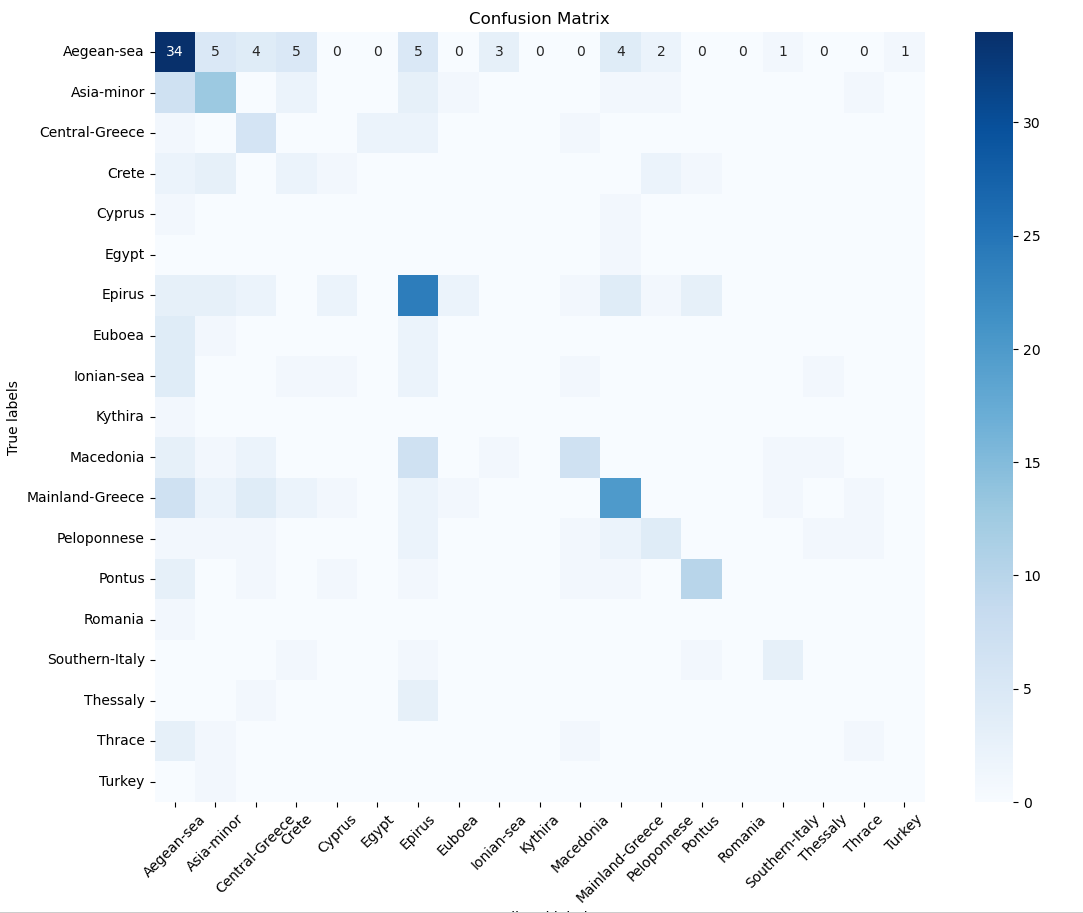 Confusion Matrix
Aegean-sea 34 5 4 5 0 0 5 0 3 0 0 4 2 0 0 1 0 0 1
Asia-minor
Central-Greece
Crete
Cyprus
Egypt
Epirus
Euboea
Ionian-sea
Kythira
Macedonia
Mainland-Greece
Peloponnese
Pontus
Romania
Southern-Italy
Thessaly
Thrace
Turkey
True labels
Aegean-sea
Asia-minor
Central-Greece
Crete
Cyprus
Egypt
Epirus
Euboea
Ionian-sea
Kythira
Macedonia
Mainland-Greece
Peloponnese
Pontus
Romania
Southern-Italy
Thessaly
Thrace
Turkey
30
25
20
15
10
5
0